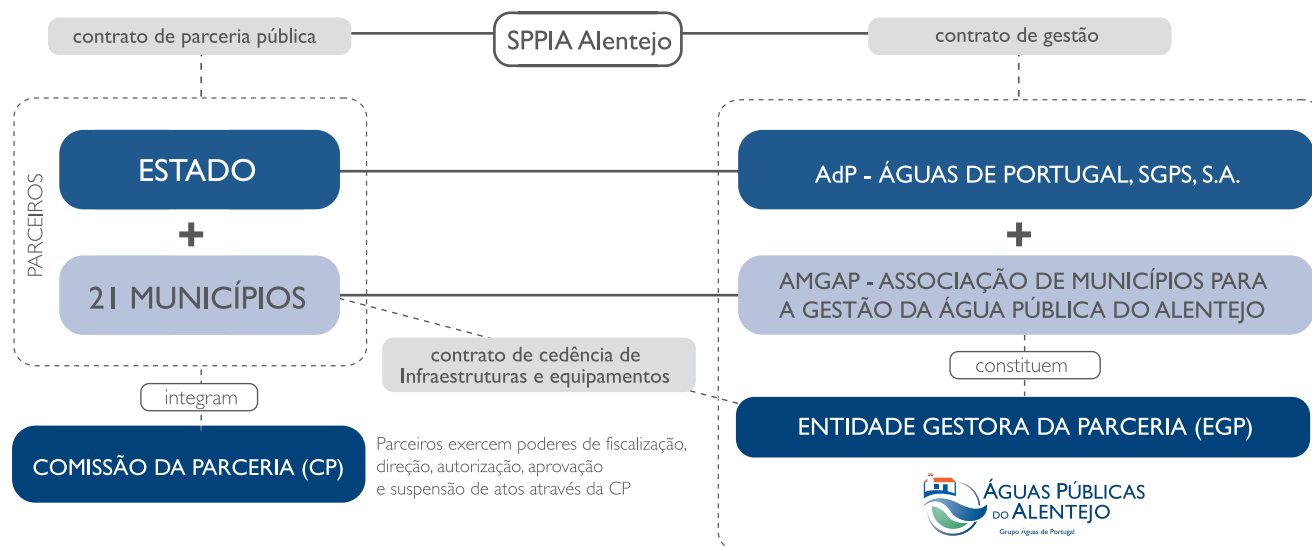 contrato de parceria pública
SPPIA Alentejo
contrato de gestão
PARCEIROS
ESTADO
+
21 MUNICÍPIOS
AdP - ÁGUAS DE PORTUGAL, SGPS, S.A.
+
AMGAP - ASSOCIAÇÃO DE MUNICÍPIOS PARA
A GESTÃO DA ÁGUA PÚBLICA DO ALENTEJO
contrato de cedência de
Infraestruturas e equipamentos
integram
constituem
COMISSÃO DA PARCERIA (CP)
Parceiros exercem poderes de fiscalização,
direção, autorização, aprovação
e suspensão de atos através da CP
ENTIDADE GESTORA DA PARCERIA (EGP)
ÁGUAS PÚBLICAS
DO ALENTEJO
Grupo Águas de Portugal